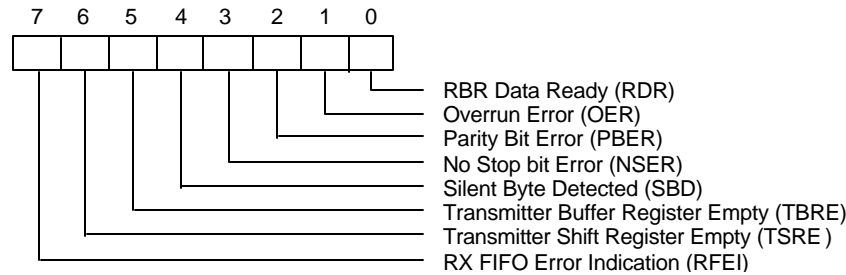 7 6 5 4 3 2 1 0
RBR Data Ready (RDR)
Overrun Error (OER)
Parity Bit Error (PBER)
No Stop bit Error (NSER)
Silent Byte Detected (SBD)
Transmitter Buffer Register Empty (TBRE)
Transmitter Shift Register Empty (TSRE)
RX FIFO Error Indication (RFEI)